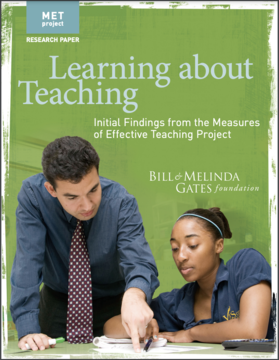 MET
project
RESEARCH PAPER
Learning about
Teaching
Initial Findings from the Measures
of Effective Teaching Project
BILL & MELINDA
GATES foundation